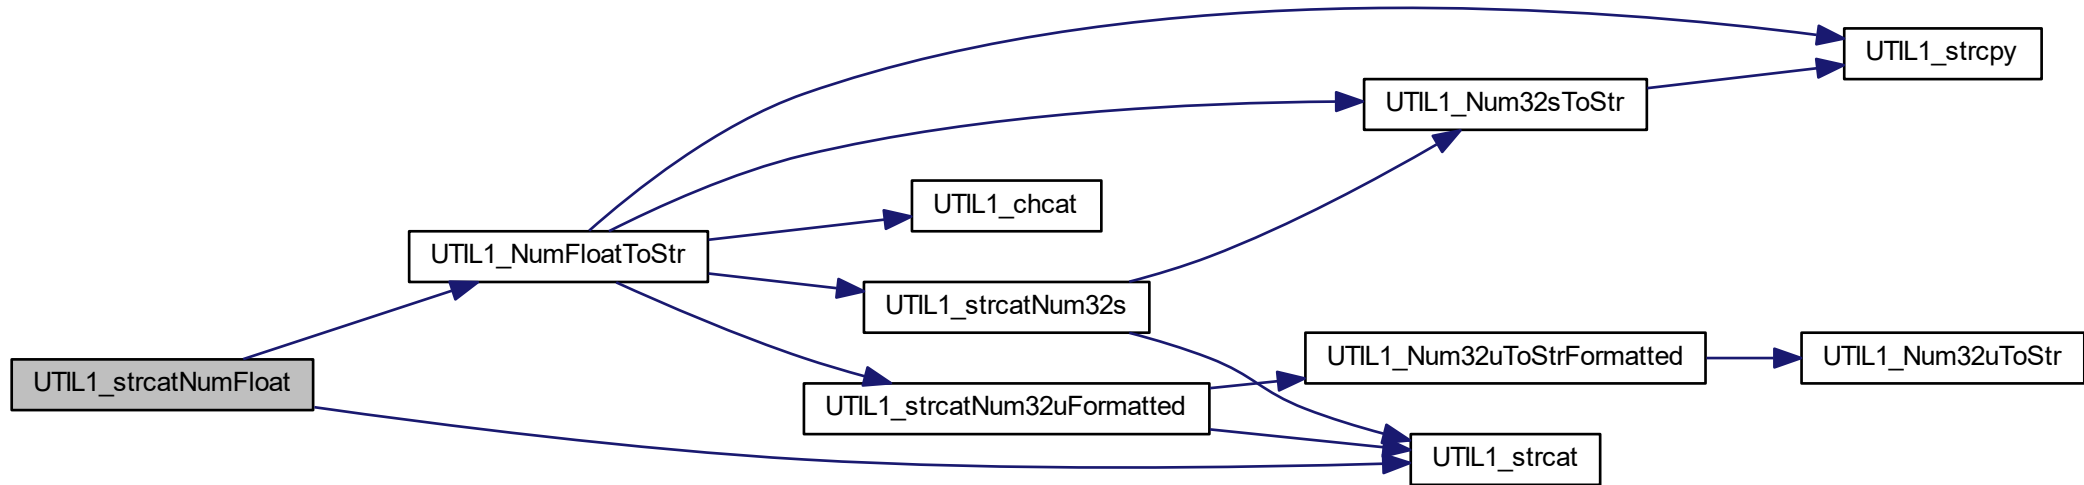 UTIL1_strcpy
UTIL1_Num32sToStr
UTIL1_chcat
UTIL1_NumFloatToStr
UTIL1_strcatNum32s
UTIL1_Num32uToStrFormatted
UTIL1_Num32uToStr
UTIL1_strcatNumFloat
UTIL1_strcatNum32uFormatted
UTIL1_strcat